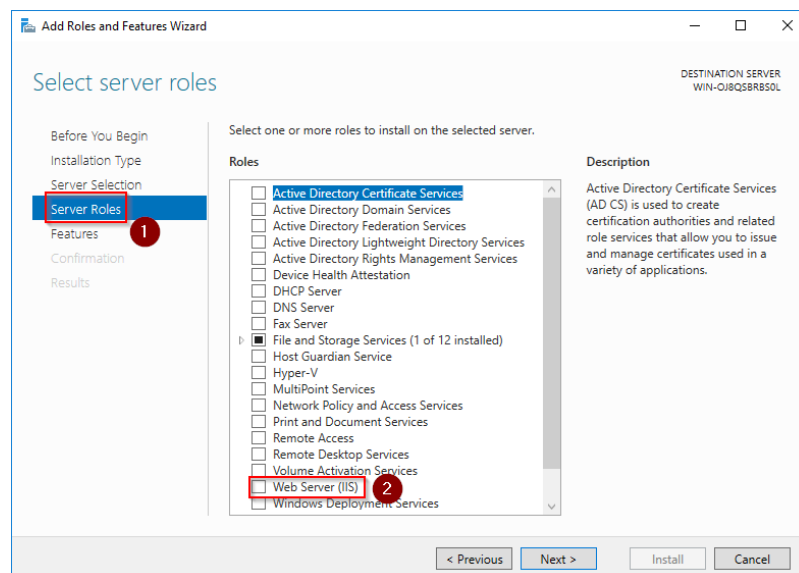 Add Roles and Features Wizard
Select server roles
DESTINATION SERVER
WIN-OJ8QSBRBS0L
Before You Begin
Installation Type
Server Selection
Server Roles
1
Features
Confirmation
Results
Select one or more roles to install on the selected server.
Roles
Active Directory Certificate Services
Active Directory Domain Services
Active Directory Federation Services
Active Directory Lightweight Directory Services
Active Directory Rights Management Services
Device Health Attestation
DHCP Server
DNS Server
Fax Server
File and Storage Services (1 of 12 installed)
Host Guardian Service
Hyper-V
MultiPoint Services
Network Policy and Access Services
Print and Document Services
Remote Access
Remote Desktop Services
Volume Activation Services
Web Server (IIS)
2
Windows Deployment Services
Description
Active Directory Certificate Services
(AD CS) is used to create
certification authorities and related
role services that allow you to issue
and manage certificates used in a
variety of applications.
< Previous
Next >
Install
Cancel